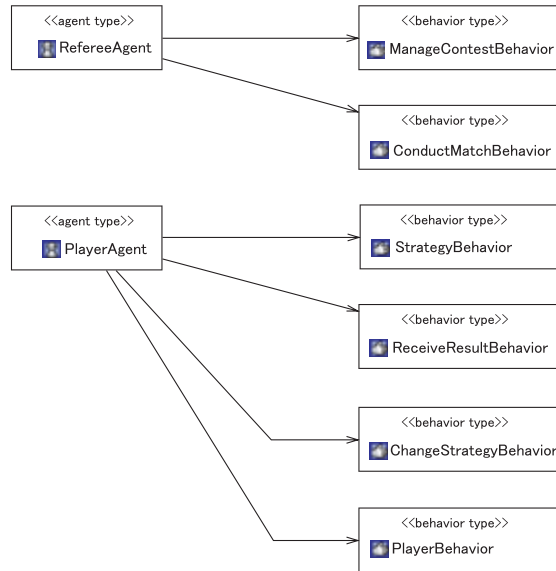 <<agent type>>
RefereeAgent
<<behavior type>>
ManageContestBehavior
<<behavior type>>
ConductMatchBehavior
<<agent type>>
PlayerAgent
<<behavior type>>
StrategyBehavior
<<behavior type>>
ReceiveResultBehavior
<<behavior type>>
ChangeStrategyBehavior
<<behavior type>>
PlayerBehavior